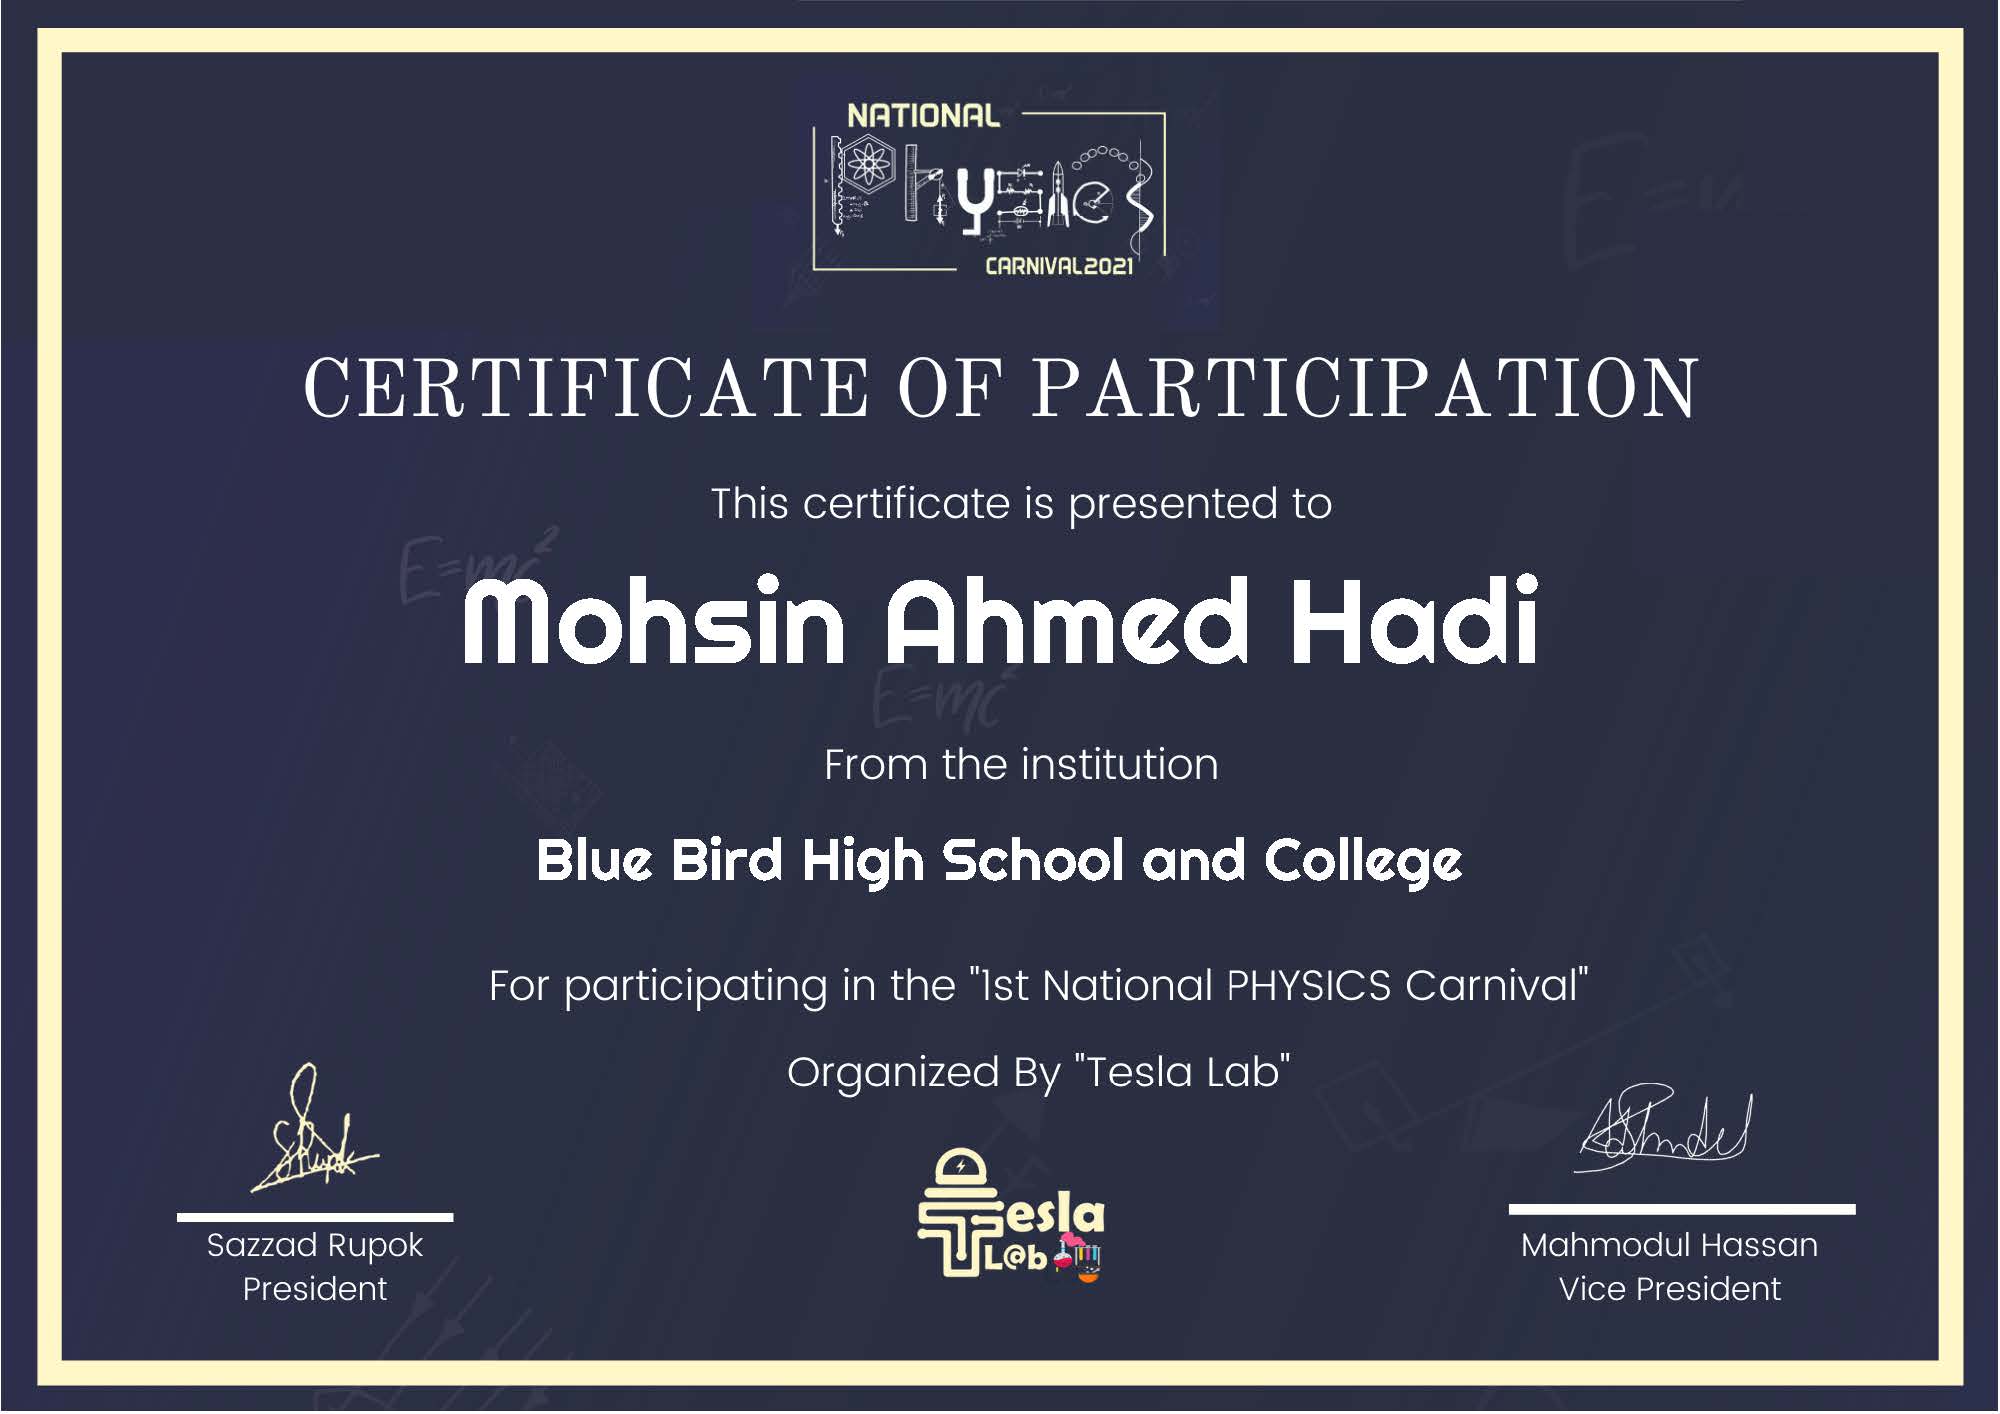 NATIONAL
Physics
CARNIVAL2021
CERTIFICATE OF PARTICIPATION
This certificate is presented to
E=mc²
Mohsin Ahmed Hadi
E=mc²
From the institution
Blue Bird High School and College
For participating in the "1st National PHYSICS Carnival"
Organized By "Tesla Lab"
Tesla
L@b
Sazzad Rupok
President
Mahmodul Hassan
Vice President